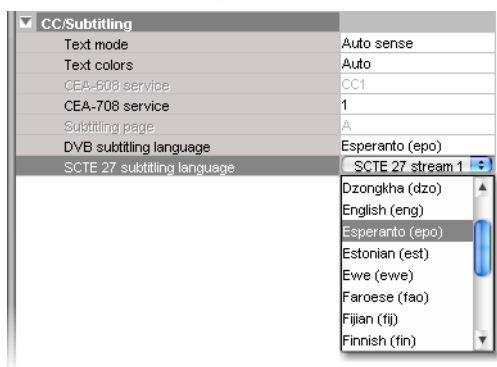 CC/Subtitling
Text mode Auto sense
Text colors Auto
CEA-608 service CC1
CEA-708 service 1
Subtitling page A
DVB subtitling language Esperanto (epo)
SCTE 27 subtitling language SCTE 27 stream 1
Dzongkha (dzo)
English (eng)
Esperanto (epo)
Estonian (est)
Ewe (ewe)
Faroese (fao)
Fijian (fij)
Finnish (fin)